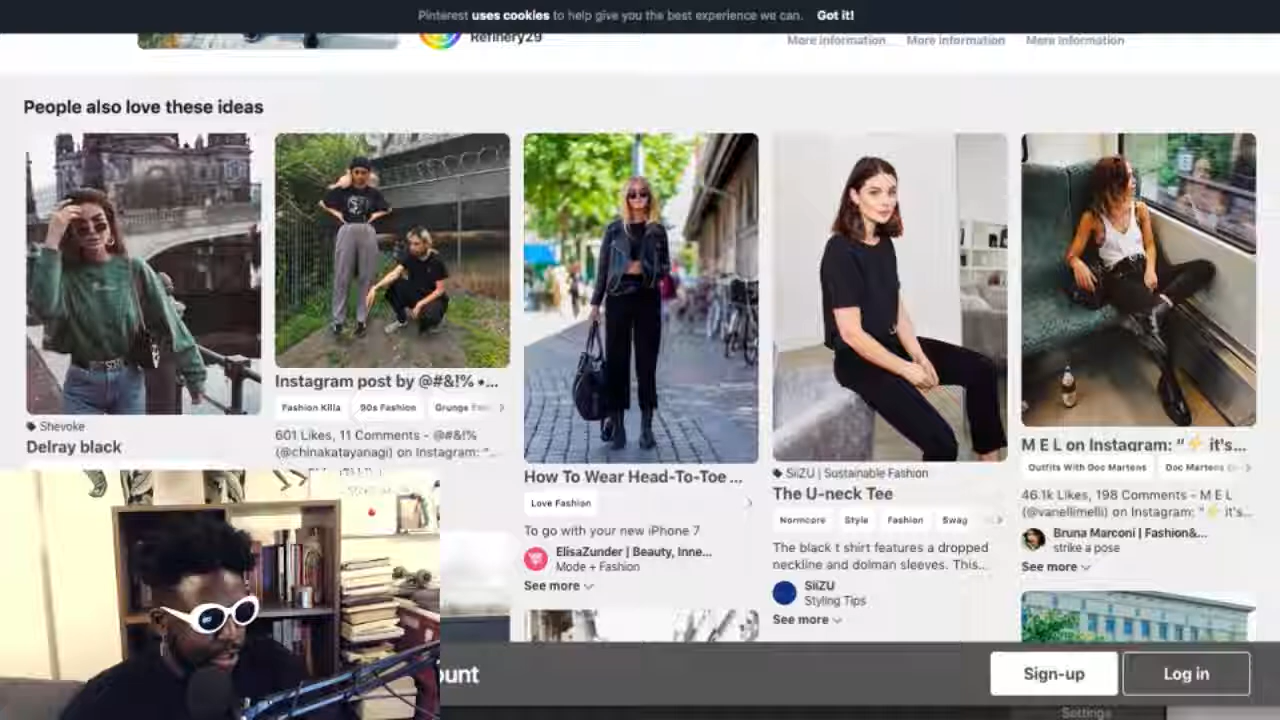 Pinterest uses cookies to help give you the best experience we can. Got it!
Refinery29
More information More information More information
People also love these ideas
Shevoke
Delray black
Instagram post by @#&!% •...
Fashion Killa 90s Fashion Grunge
601 Likes, 11 Comments - @#&!%
(@chinakatayanagi) on Instagram: “...
How To Wear Head-To-Toe ...
Love Fashion
To go with your new iPhone 7
ElisaZunder | Beauty, Inne...
Mode + Fashion
See more
SiiZU | Sustainable Fashion
The U-neck Tee
Normcore Style Fashion Swag
The black t shirt features a dropped
neckline and dolman sleeves. This...
SiiZU
Styling Tips
See more
M E L on Instagram: “⚡ it's...
Outfits With Doc Martens Doc Martens
46.1k Likes, 198 Comments - M E L
(@vanellimelli) on Instagram: “⚡ it's...
Bruna Marconi | Fashion&...
strike a pose
See more
Sign-up Log in
Settings